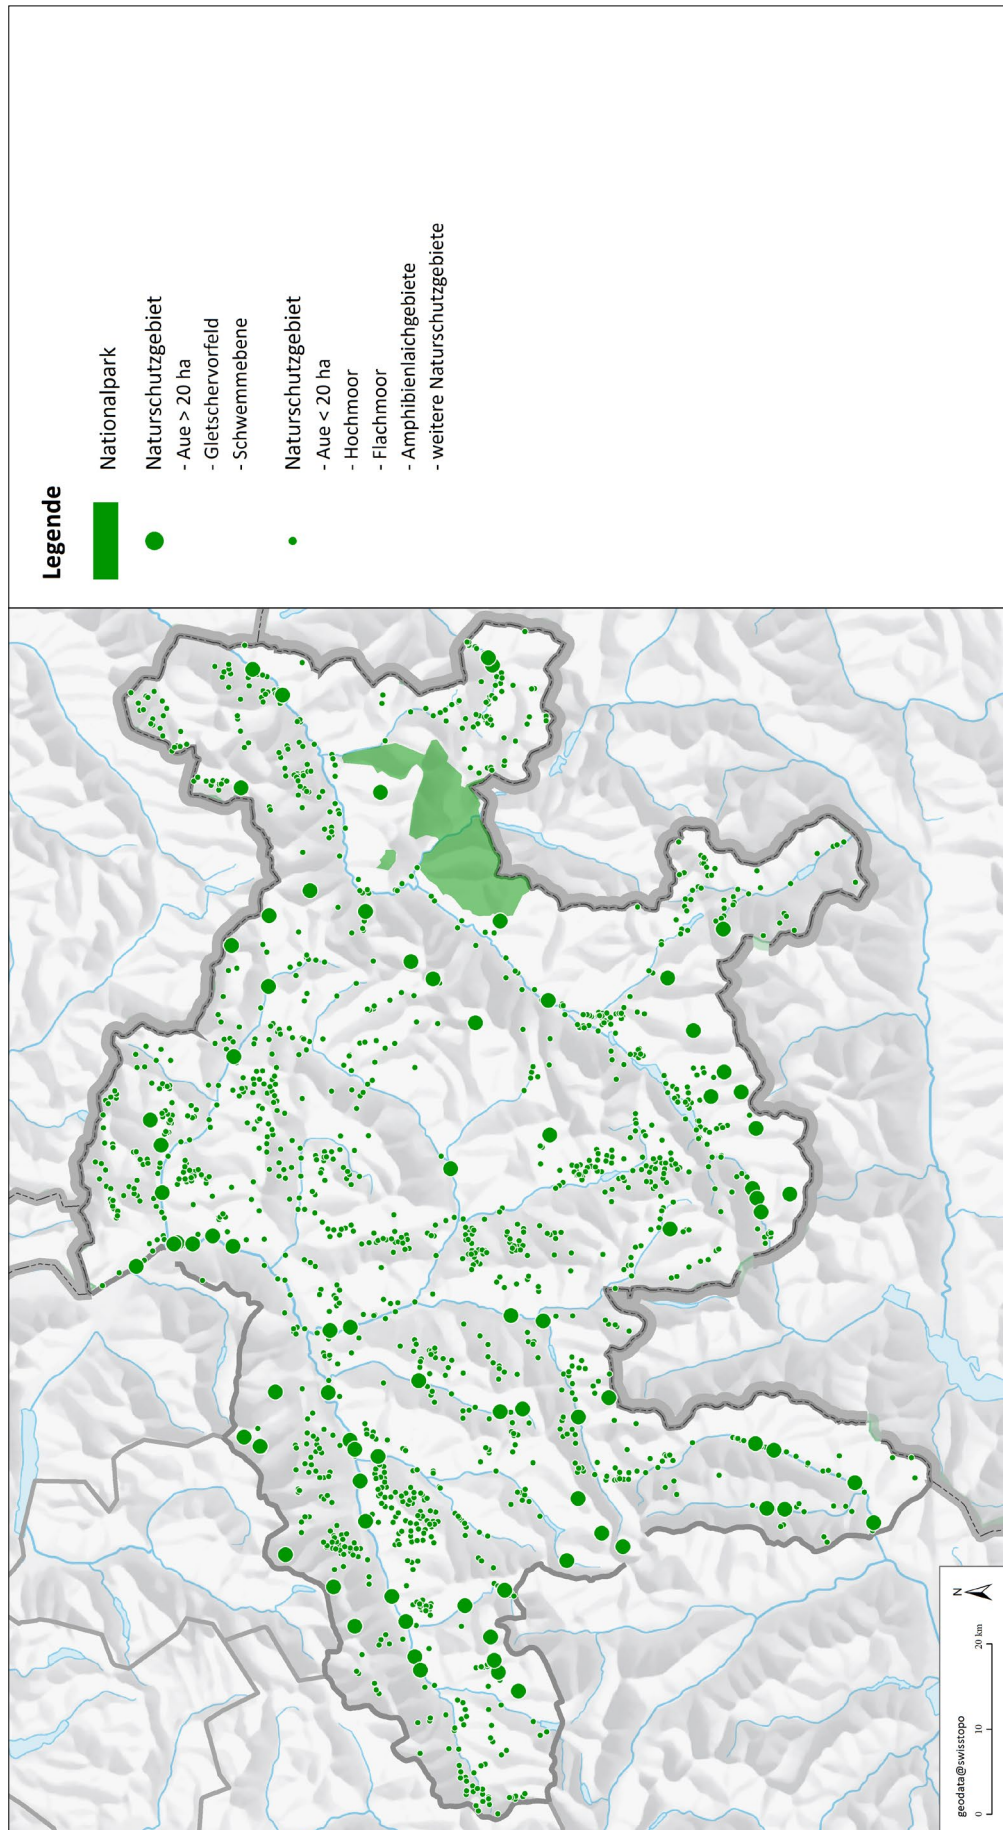 Legende
Nationalpark
Naturschutzgebiet
- Aue > 20 ha
- Gletschervorfeld
- Schwemmebene
Naturschutzgebiet
- Aue < 20 ha
- Hochmoor
- Flachmoor
- Amphibienlaichgebiete
- weitere Naturschutzgebiete
geodata@swisstopo
0 10 20 km
N